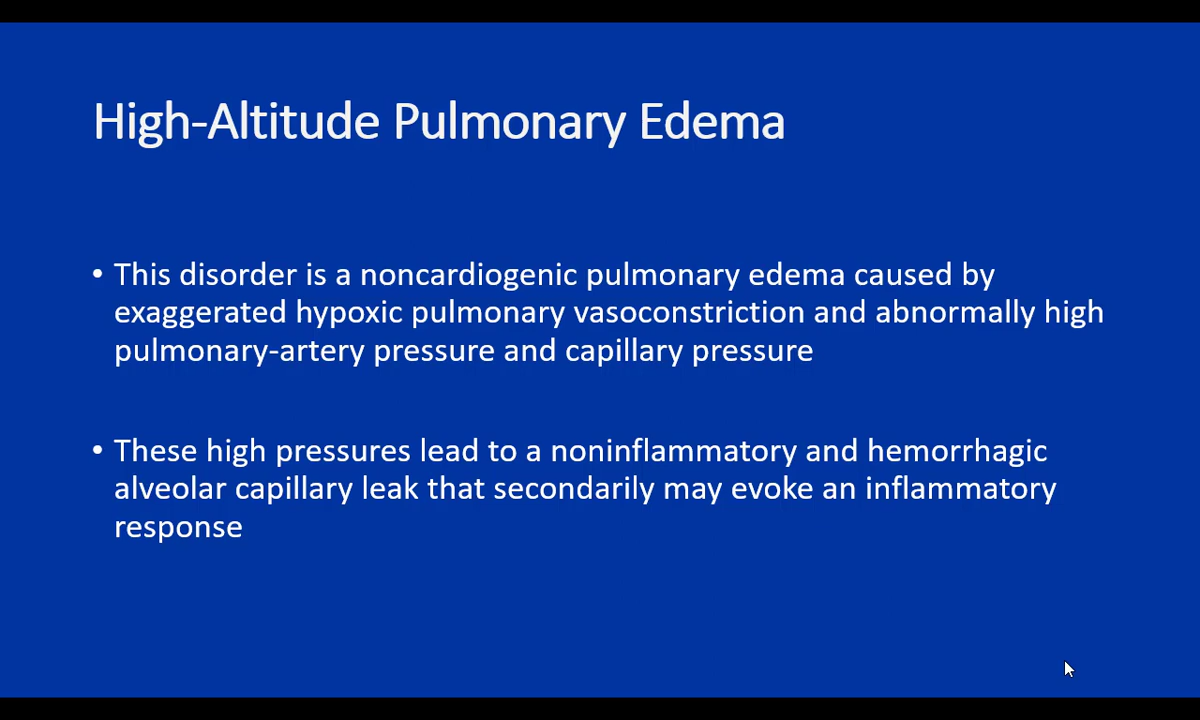 High-Altitude Pulmonary Edema
• This disorder is a noncardiogenic pulmonary edema caused by
exaggerated hypoxic pulmonary vasoconstriction and abnormally high
pulmonary-artery pressure and capillary pressure
• These high pressures lead to a noninflammatory and hemorrhagic
alveolar capillary leak that secondarily may evoke an inflammatory
response